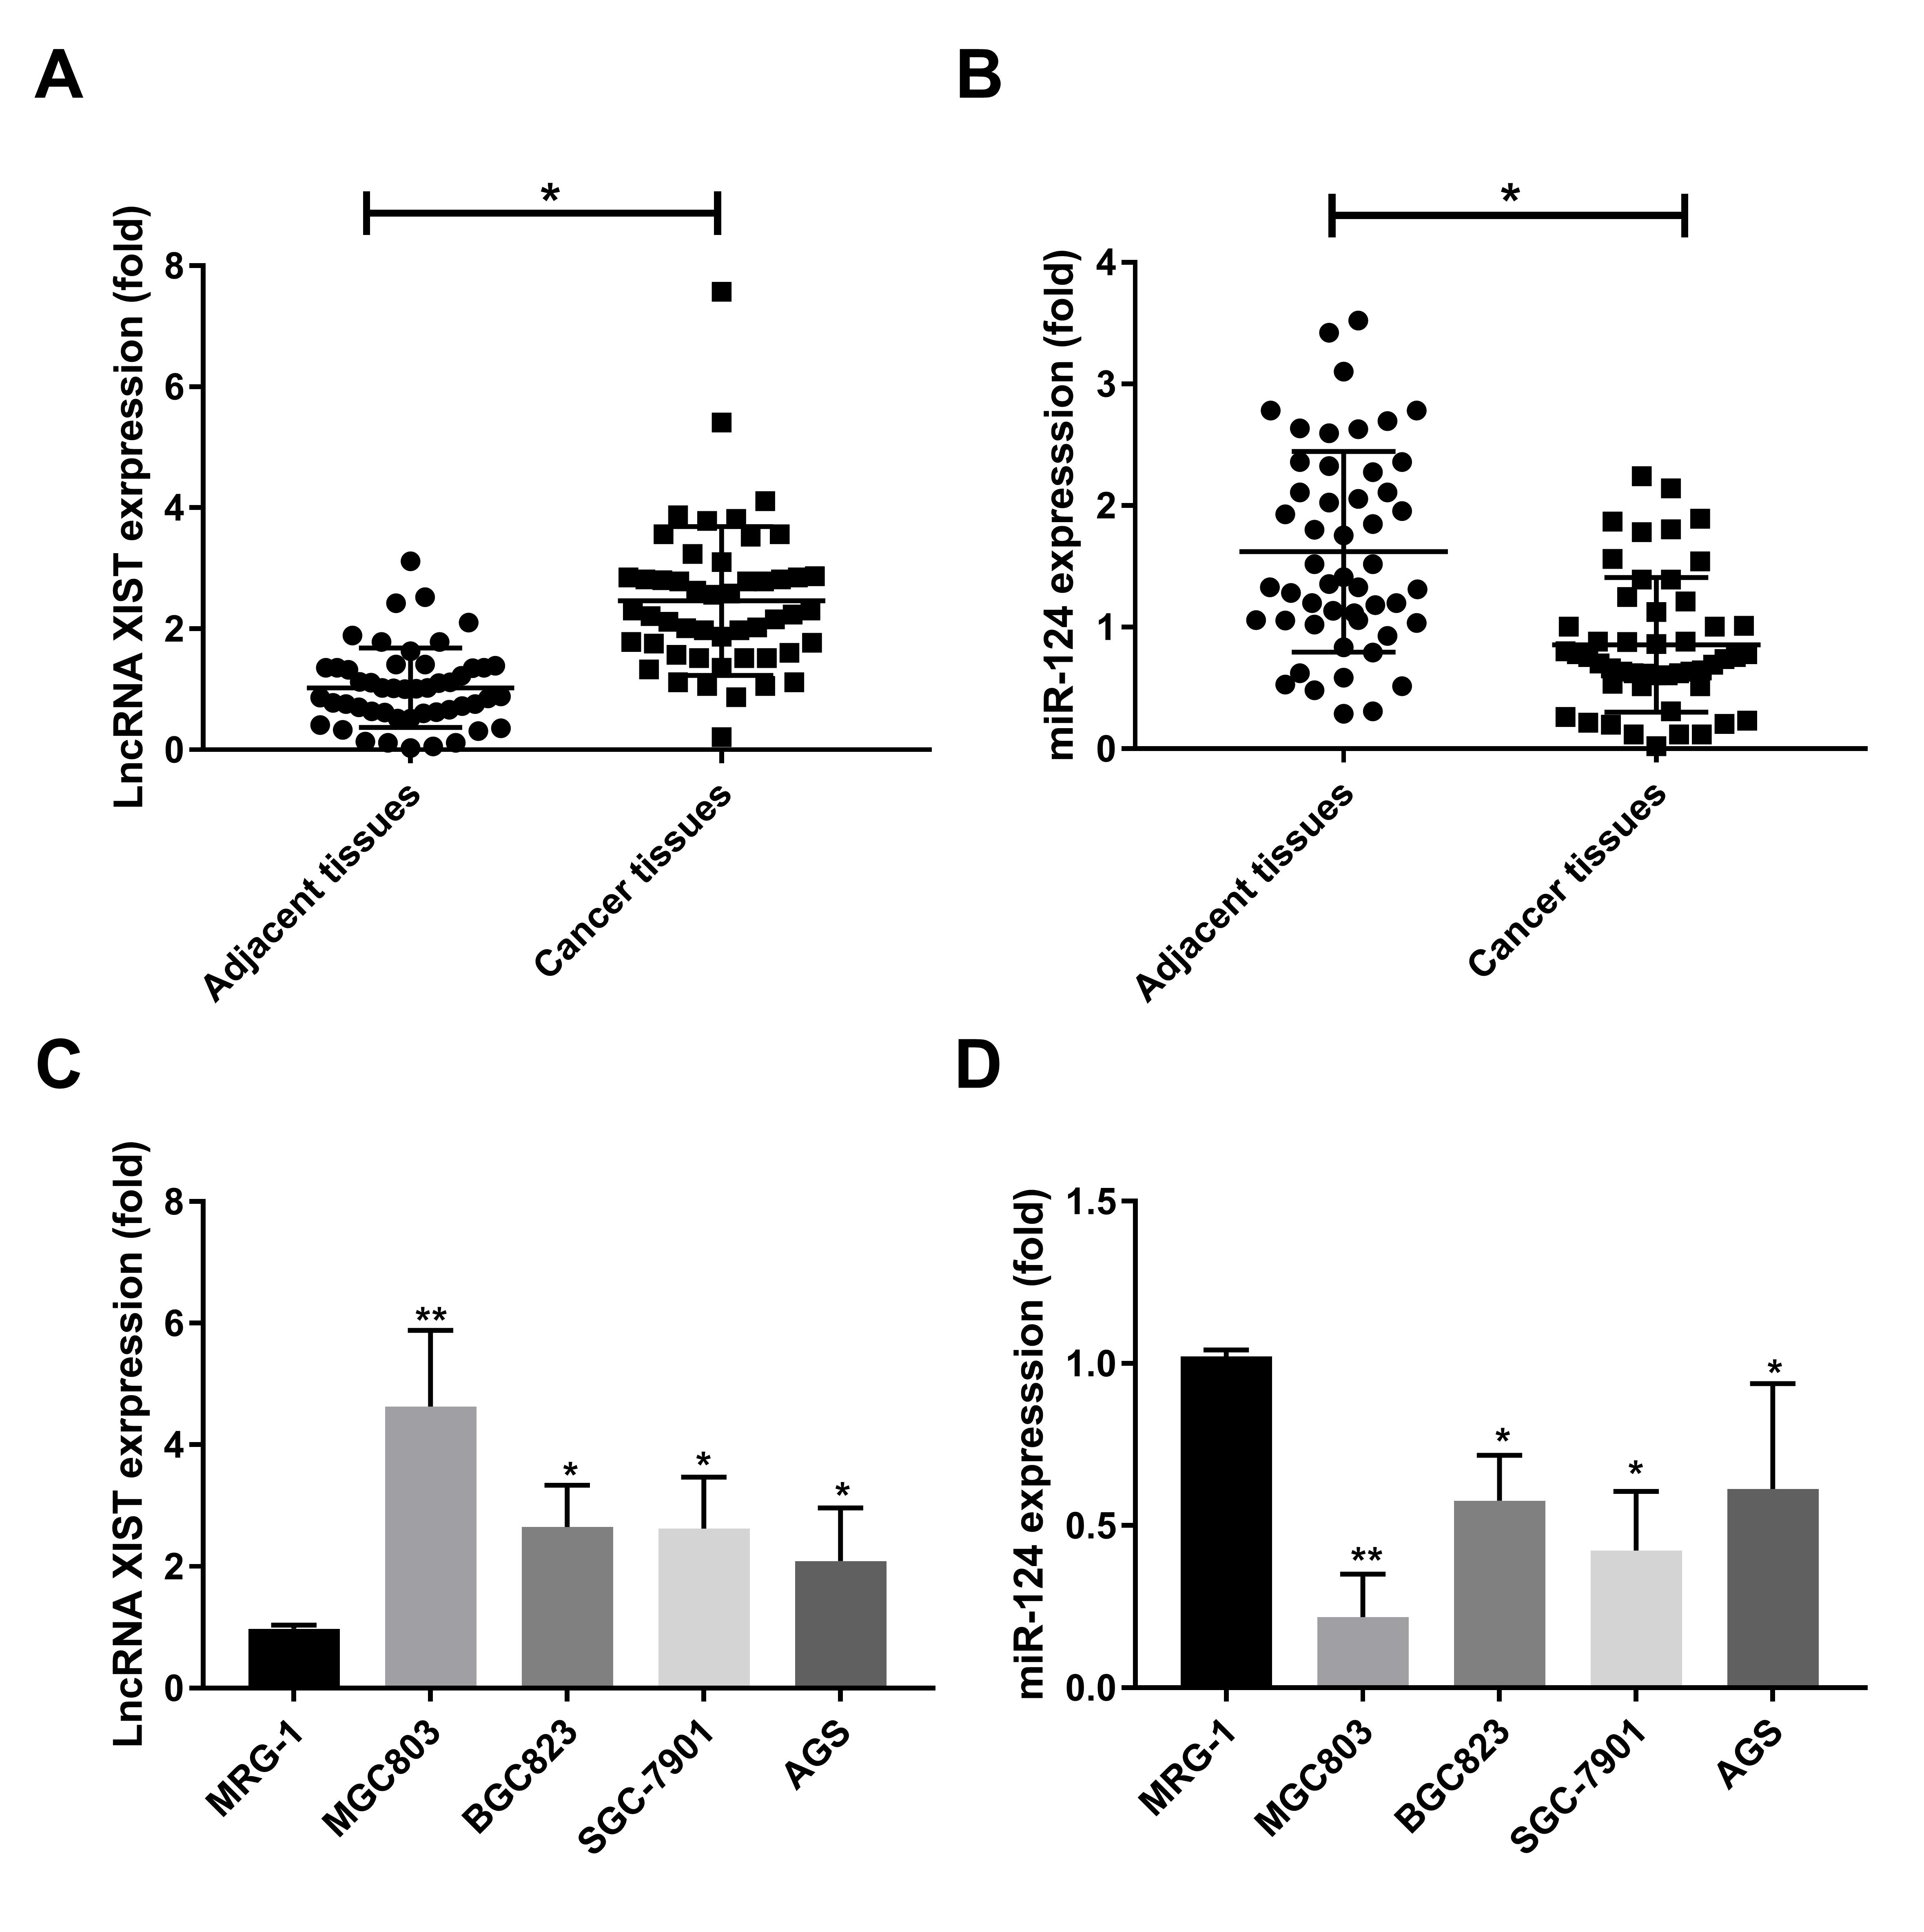 A
LncRNA XIST exrpression (fold)
8
6
4
2
0
*
Adjacent tissues
Cancer tissues
B
miR-124 expresssion (fold)
4
3
2
1
0
*
Adjacent tissues
Cancer tissues
C
LncRNA XIST exrpression (fold)
8
6
4
2
0
**
*
*
*
MRG-1
MGC803
BGC823
SGC-7901
AGS
D
miR-124 expresssion (fold)
1.5
1.0
0.5
0.0
**
*
*
*
MRG-1
MGC803
BGC823
SGC-7901
AGS